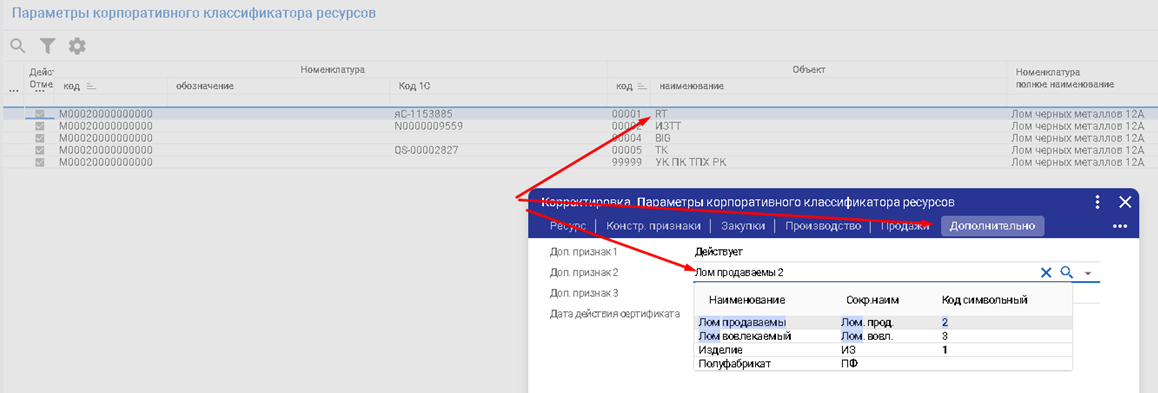 Параметры корпоративного классификатора ресурсов
Дейст Номенклатура Объект Номенклатура
... Отме ... код обозначение Код 1С код наименование полное наименование
M00020000000000 яС-1153885 00001 RT Лом черных металлов 12А
M00020000000000 N0000009559 00002 ИЗТТ Лом черных металлов 12А
M00020000000000 00004 BIG Лом черных металлов 12А
M00020000000000 QS-00002827 00005 ТК Лом черных металлов 12А
M00020000000000 99999 УК ПК ТПХ РК Лом черных металлов 12А
Корректировка Параметры корпоративного классификатора ресурсов
Ресурс Констр. признаки Закупки Производство Продажи Дополнительно
Доп. признак 1 Действует
Доп. признак 2 Лом продаваемы 2
Доп. признак 3
Дата действия сертификата
Наименование Сокр.наим Код символьный
Лом продаваемы Лом. прод. 2
Лом вовлекаемый Лом. вовл. 3
Изделие ИЗ 1
Полуфабрикат ПФ